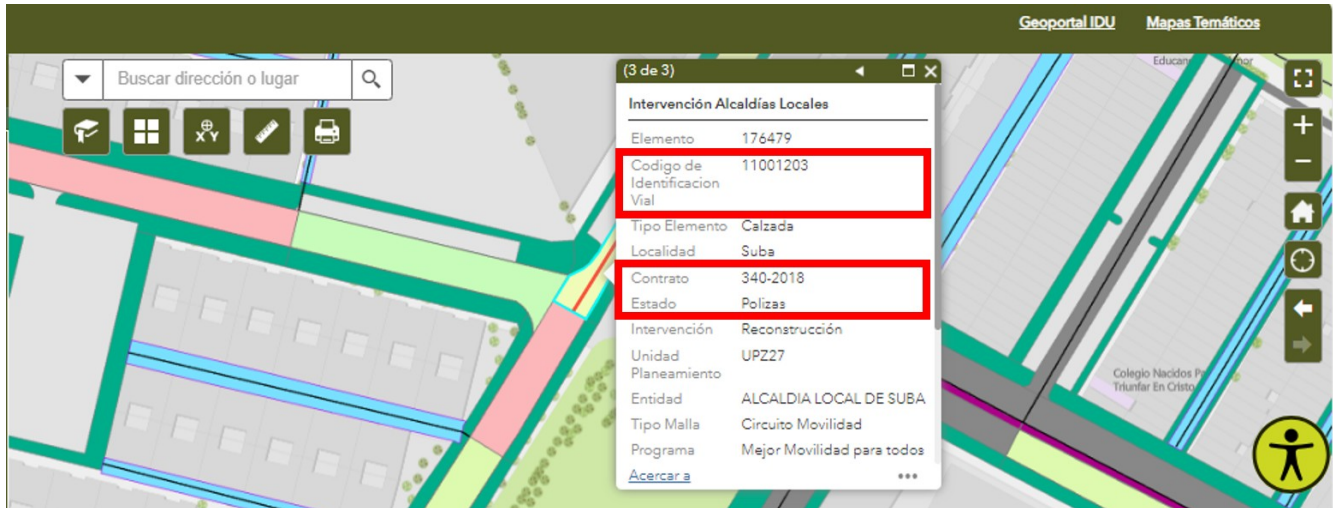 Geoportal IDU Mapas Temáticos
Buscar dirección o lugar
X Y
(3 de 3)
Intervención Alcaldías Locales
Elemento 176479
Codigo de 11001203
Identificacion
Vial
Tipo Elemento Calzada
Localidad Suba
Contrato 340-2018
Estado Polizas
Intervención Reconstrucción
Unidad UPZ27
Planeamiento
Entidad ALCALDIA LOCAL DE SUBA
Tipo Malla Circuito Movilidad
Programa Mejor Movilidad para todos
Acercar a
Colegio Nacidos
Triunfar En Cristo